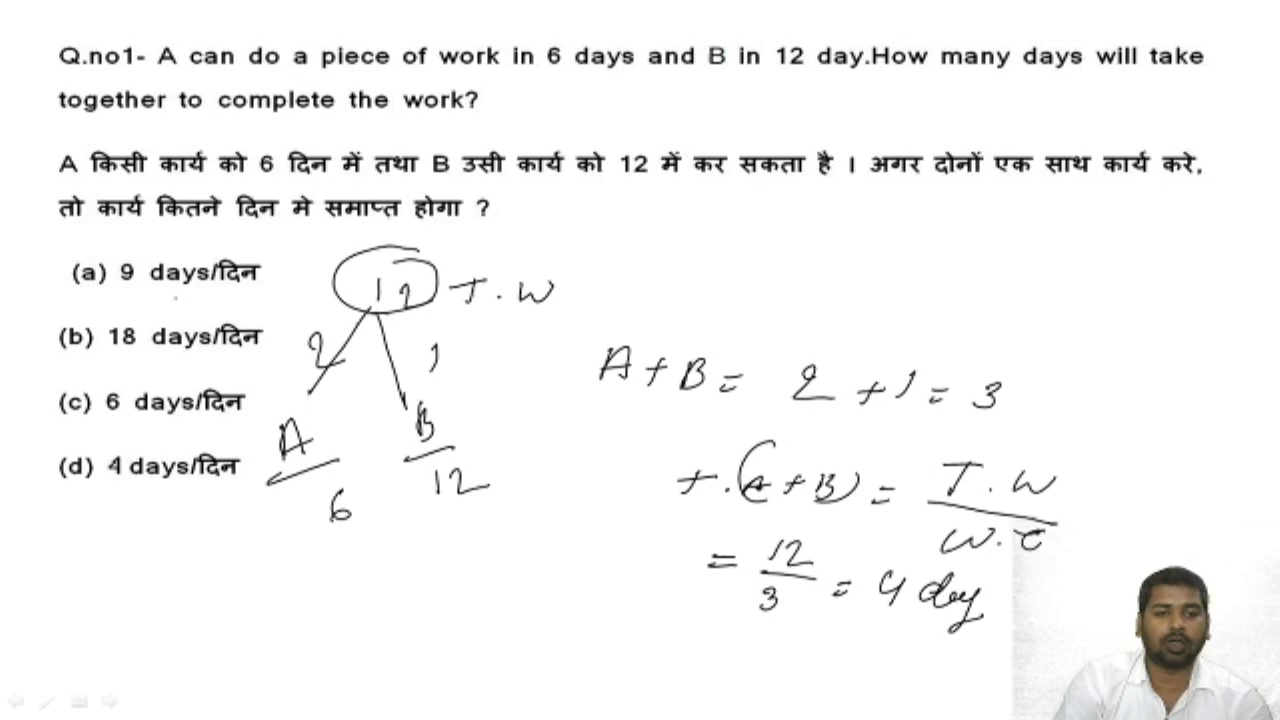 Q.no1- A can do a piece of work in 6 days and B in 12 day.How many days will take
together to complete the work?
A किसी कार्य को 6 दिन में तथा B उसी कार्य को 12 में कर सकता है । अगर दोनों एक साथ कार्य करे,
तो कार्य कितने दिन मे समाप्त होगा ?
(a) 9 days/दिन
(b) 18 days/दिन
(c) 6 days/दिन
(d) 4 days/दिन
12 T.W
2 1
A B
6 12
A+B = 2 +1 = 3
T.(A+B) = T.W
W.E
= 12
3 = 4 day